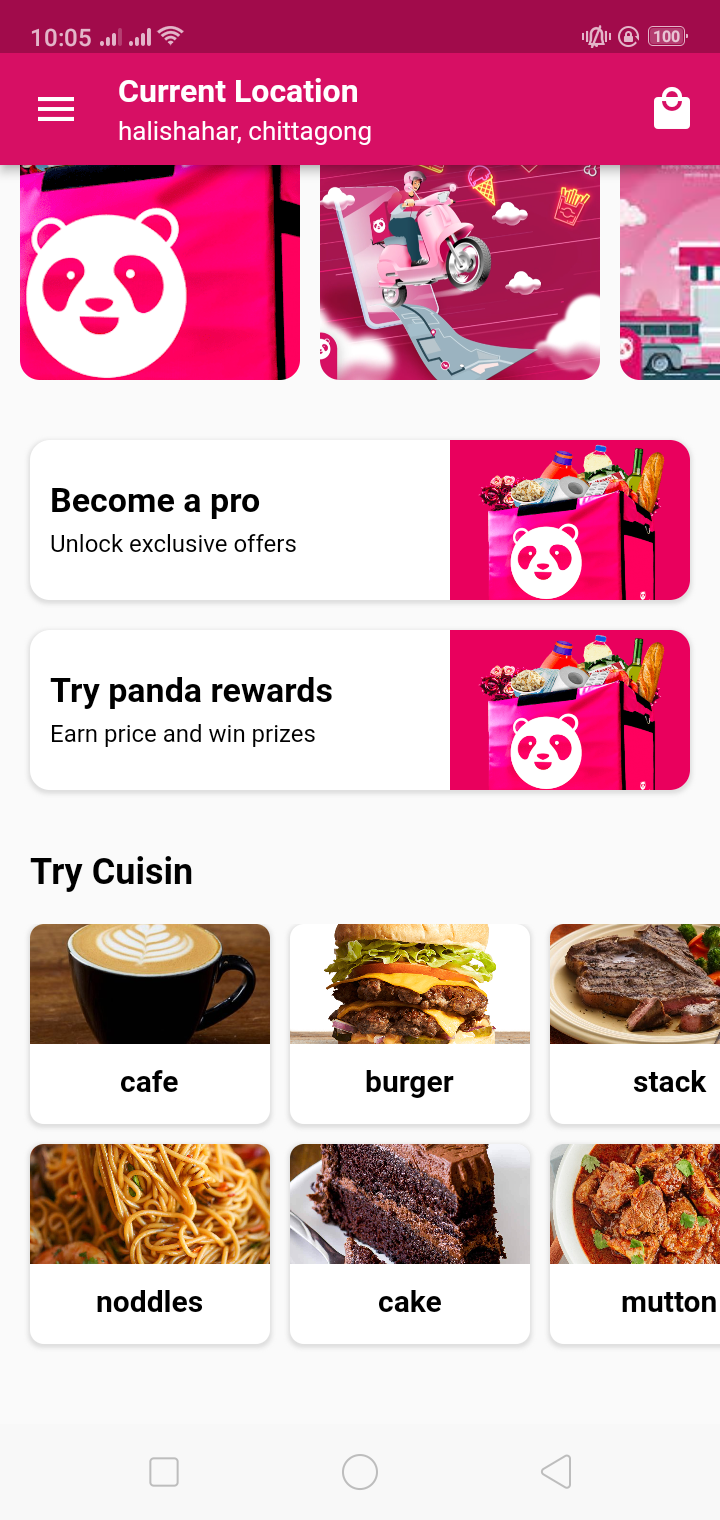 10:05
100
Current Location
halishahar, chittagong
Become a pro
Unlock exclusive offers
Try panda rewards
Earn price and win prizes
Try Cuisin
cafe
burger
stack
noddles
cake
mutton